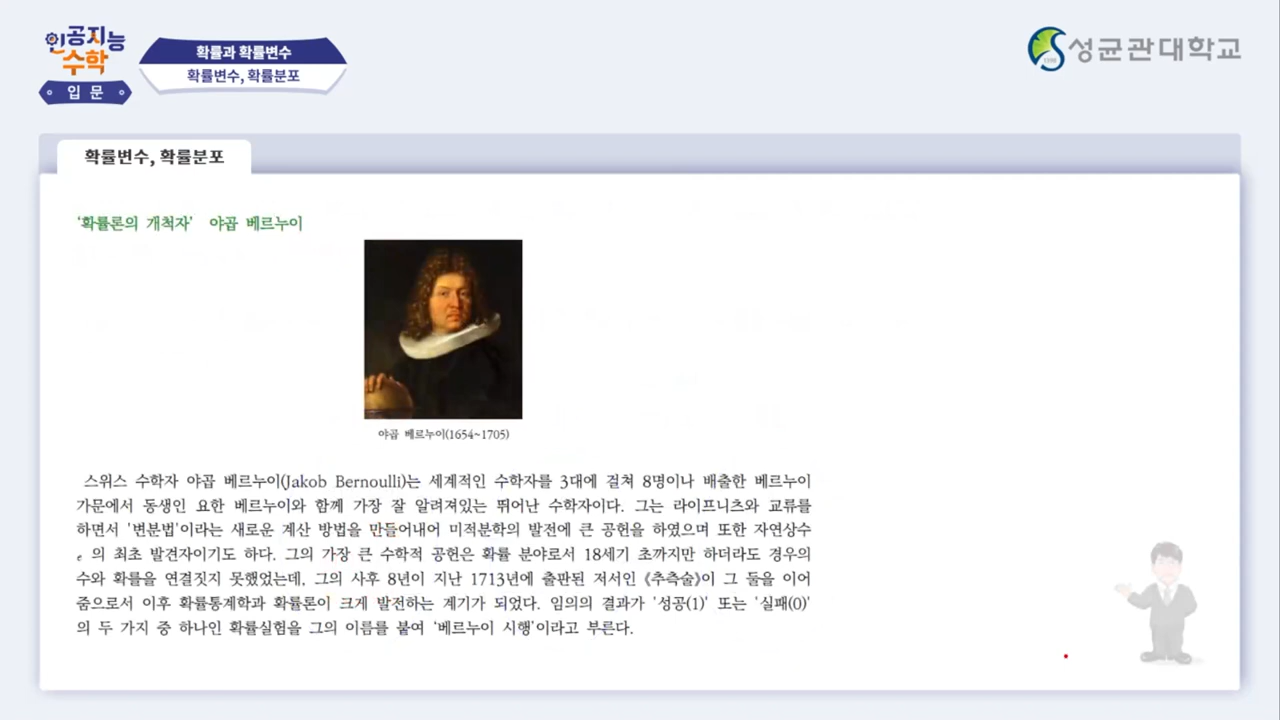 인공지능
수학
입문
확률과 확률변수
확률변수, 확률분포
성균관대학교
확률변수, 확률분포
‘확률론의 개척자’ 야곱 베르누이
야곱 베르누이(1654~1705)
스위스 수학자 야곱 베르누이(Jakob Bernoulli)는 세계적인 수학자를 3대에 걸쳐 8명이나 배출한 베르누이
가문에서 동생인 요한 베르누이와 함께 가장 잘 알려져있는 뛰어난 수학자이다. 그는 라이프니츠와 교류를
하면서 '변분법'이라는 새로운 계산 방법을 만들어내어 미적분학의 발전에 큰 공헌을 하였으며 또한 자연상수
e 의 최초 발견자이기도 하다. 그의 가장 큰 수학적 공헌은 확률 분야로서 18세기 초까지만 하더라도 경우의
수와 확률을 연결짓지 못했었는데, 그의 사후 8년이 지난 1713년에 출판된 저서인 《추측술》이 그 둘을 이어
줌으로서 이후 확률통계학과 확률론이 크게 발전하는 계기가 되었다. 임의의 결과가 '성공(1)' 또는 '실패(0)'
의 두 가지 중 하나인 확률실험을 그의 이름를 붙여 ‘베르누이 시행’이라고 부른다.